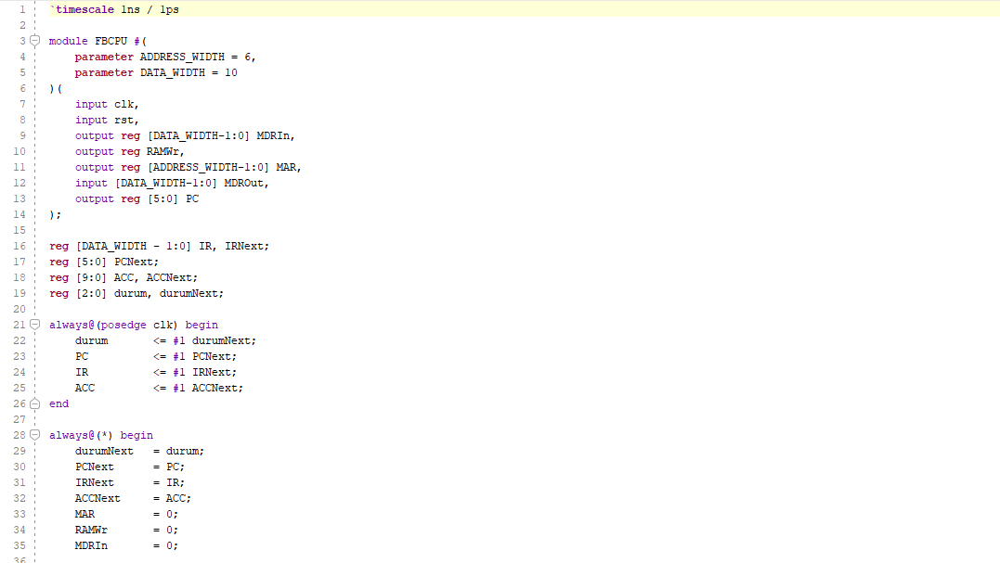 1 `timescale 1ns / 1ps
2
3 module FBCPU #(
4 parameter ADDRESS_WIDTH = 6,
5 parameter DATA_WIDTH = 10
6 )(
7 input clk,
8 input rst,
9 output reg [DATA_WIDTH-1:0] MDRIn,
10 output reg RAMWr,
11 output reg [ADDRESS_WIDTH-1:0] MAR,
12 input [DATA_WIDTH-1:0] MDROut,
13 output reg [5:0] PC
14 );
15
16 reg [DATA_WIDTH - 1:0] IR, IRNext;
17 reg [5:0] PCNext;
18 reg [9:0] ACC, ACCNext;
19 reg [2:0] durum, durumNext;
20
21 always@(posedge clk) begin
22 durum <= #1 durumNext;
23 PC <= #1 PCNext;
24 IR <= #1 IRNext;
25 ACC <= #1 ACCNext;
26 end
27
28 always@(*) begin
29 durumNext = durum;
30 PCNext = PC;
31 IRNext = IR;
32 ACCNext = ACC;
33 MAR = 0;
34 RAMWr = 0;
35 MDRIn = 0;
36